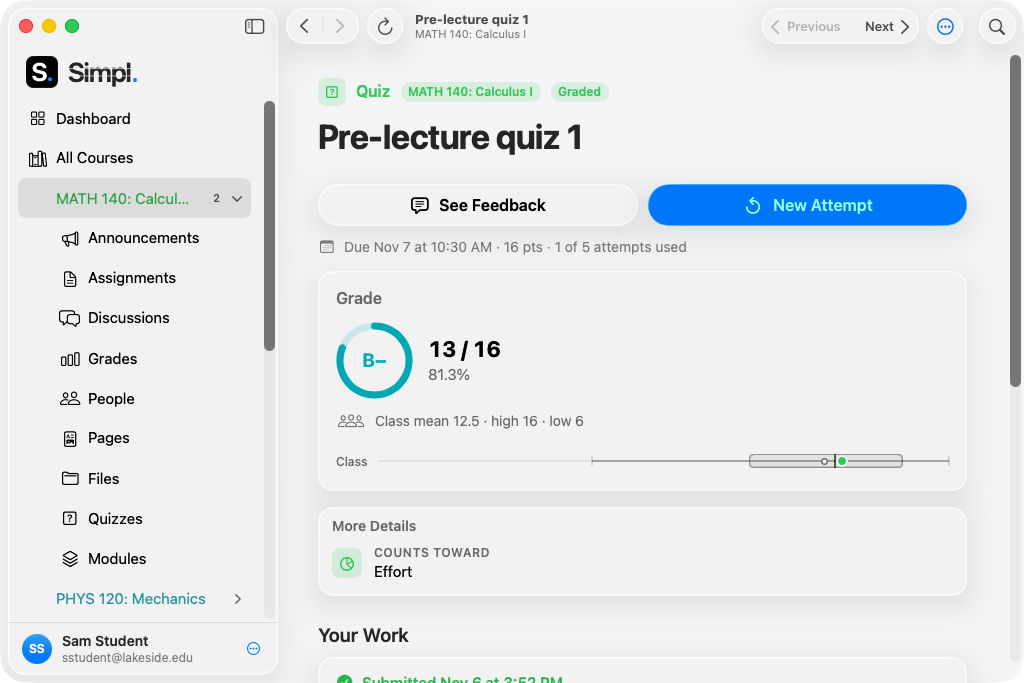 Pre-lecture quiz 1
MATH 140: Calculus I
Previous
Next
S.
Simpl.
Dashboard
All Courses
MATH 140: Calcul... 2
Announcements
Assignments
Discussions
Grades
People
Pages
Files
Quizzes
Modules
PHYS 120: Mechanics
SS
Sam Student
sstudent@lakeside.edu
Quiz MATH 140: Calculus I Graded
Pre-lecture quiz 1
See Feedback
New Attempt
Due Nov 7 at 10:30 AM · 16 pts · 1 of 5 attempts used
Grade
B–
13 / 16
81.3%
Class mean 12.5 · high 16 · low 6
Class
More Details
COUNTS TOWARD
Effort
Your Work
Submitted Nov 6 at 3:52 PM